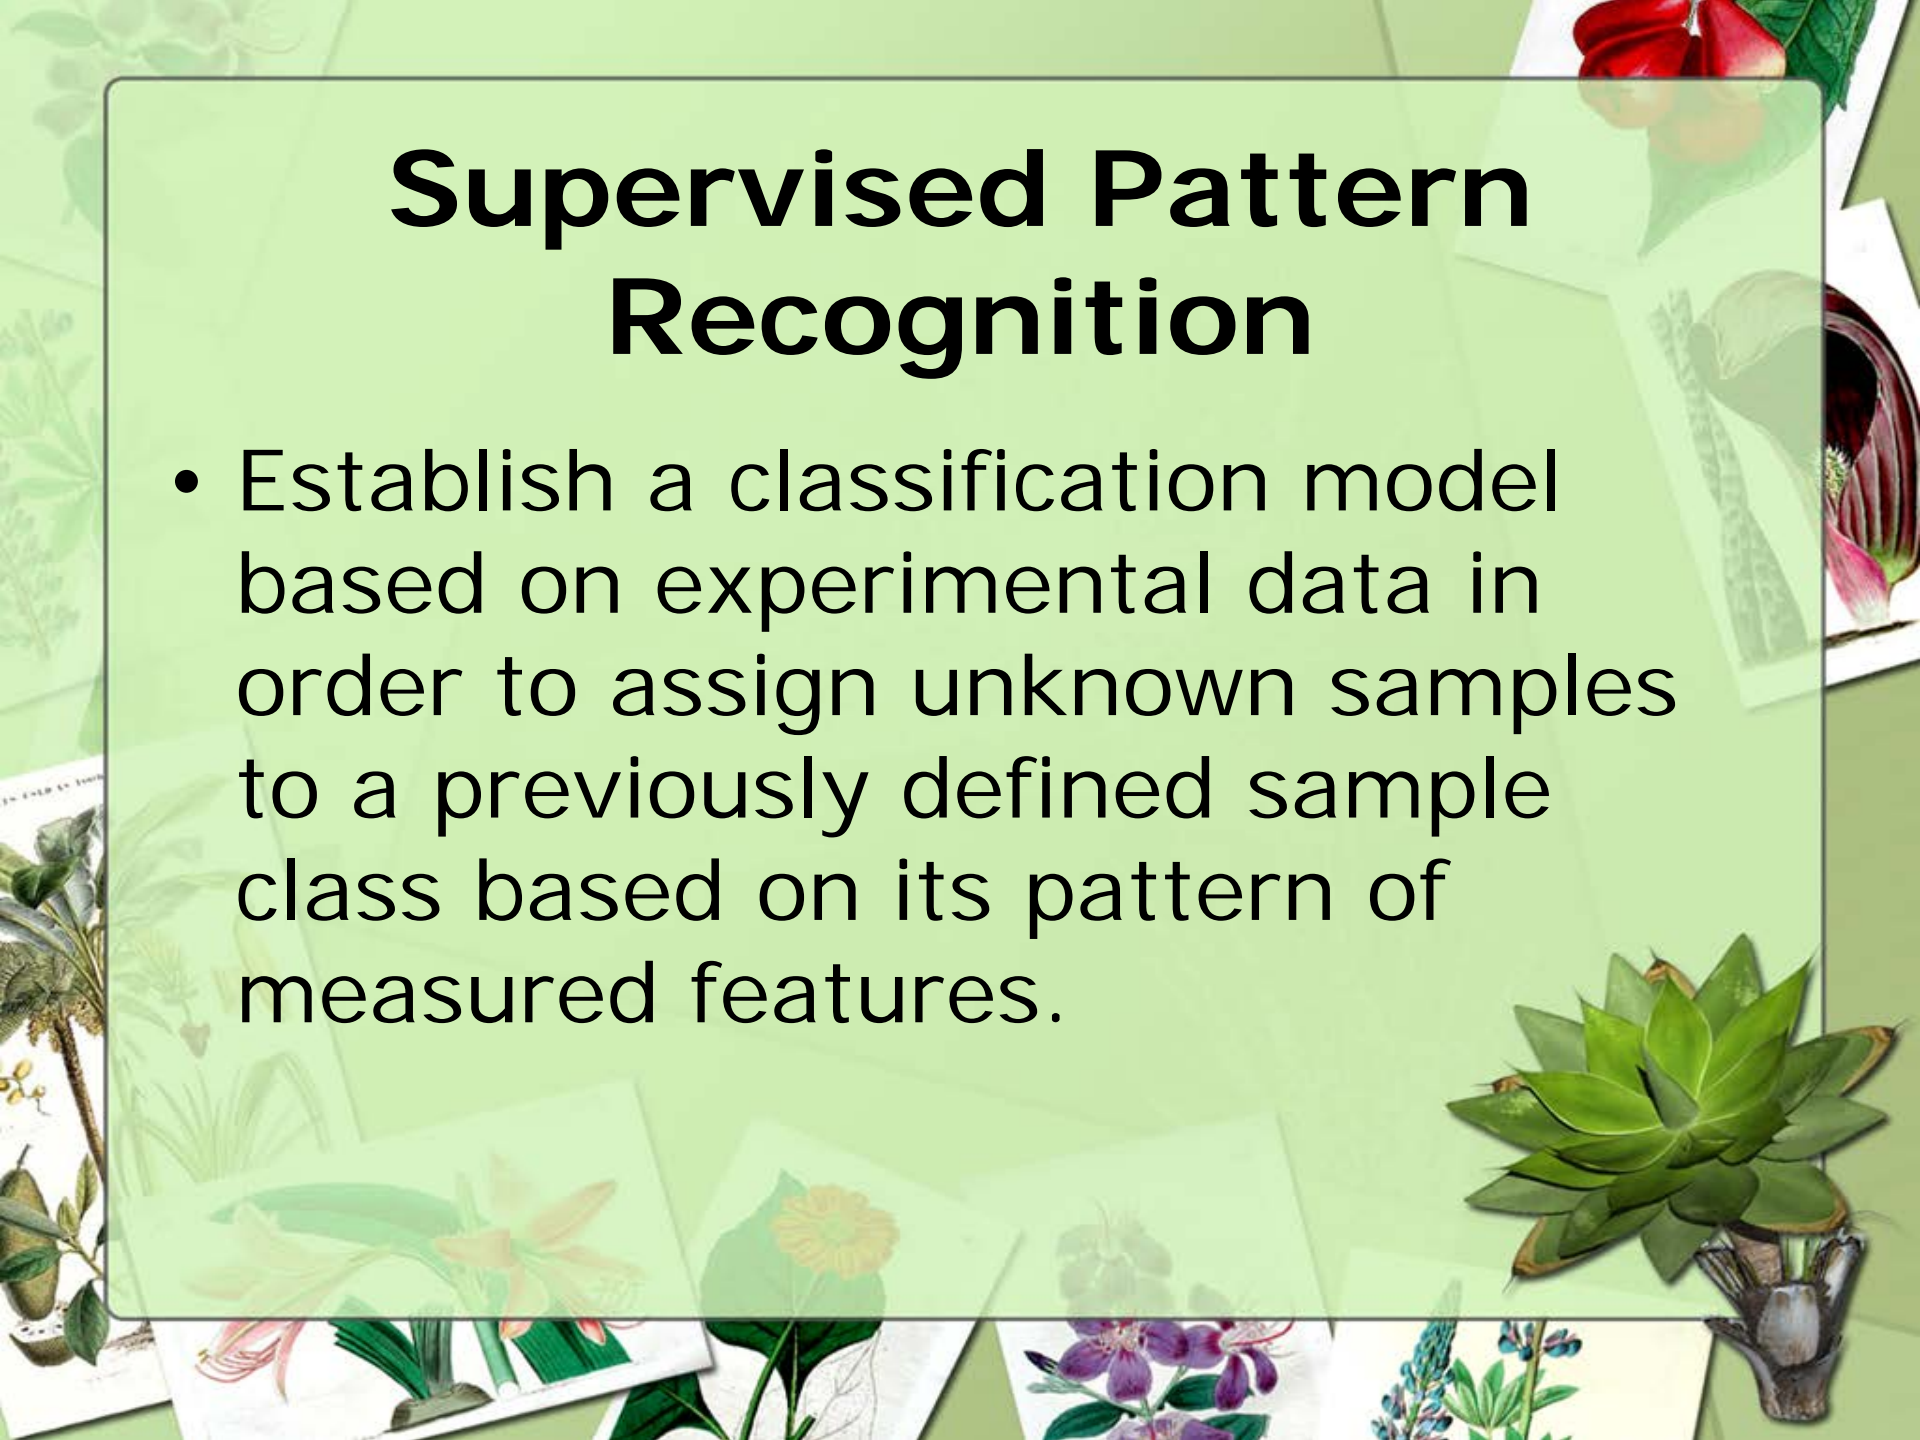 Supervised Pattern
Recognition
• Establish a classification model
based on experimental data in
order to assign unknown samples
to a previously defined sample
class based on its pattern of
measured features.